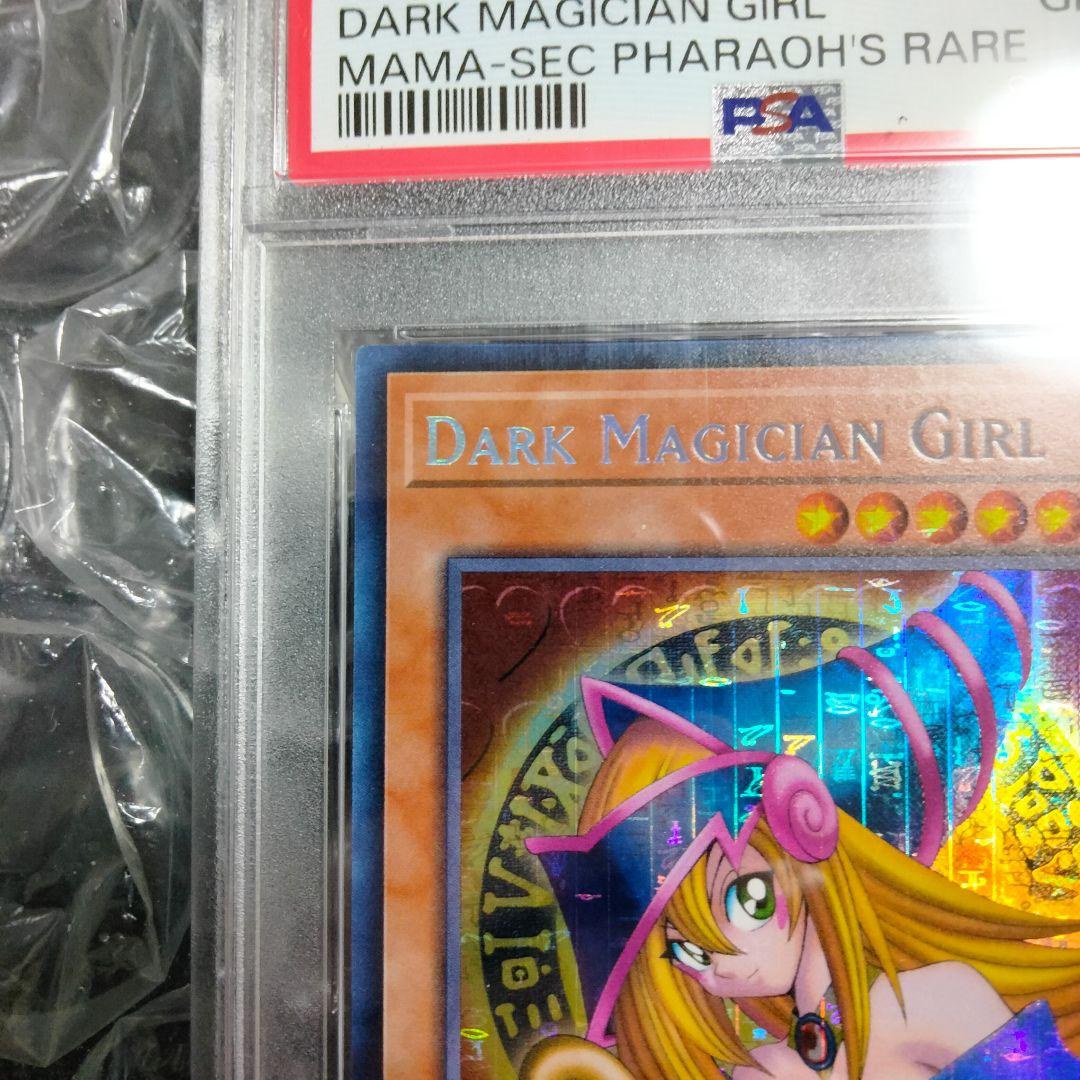 DARK MAGICIAN GIRL
MAMA-SEC PHARAOH'S RARE
PSA
DARK MAGICIAN GIRL